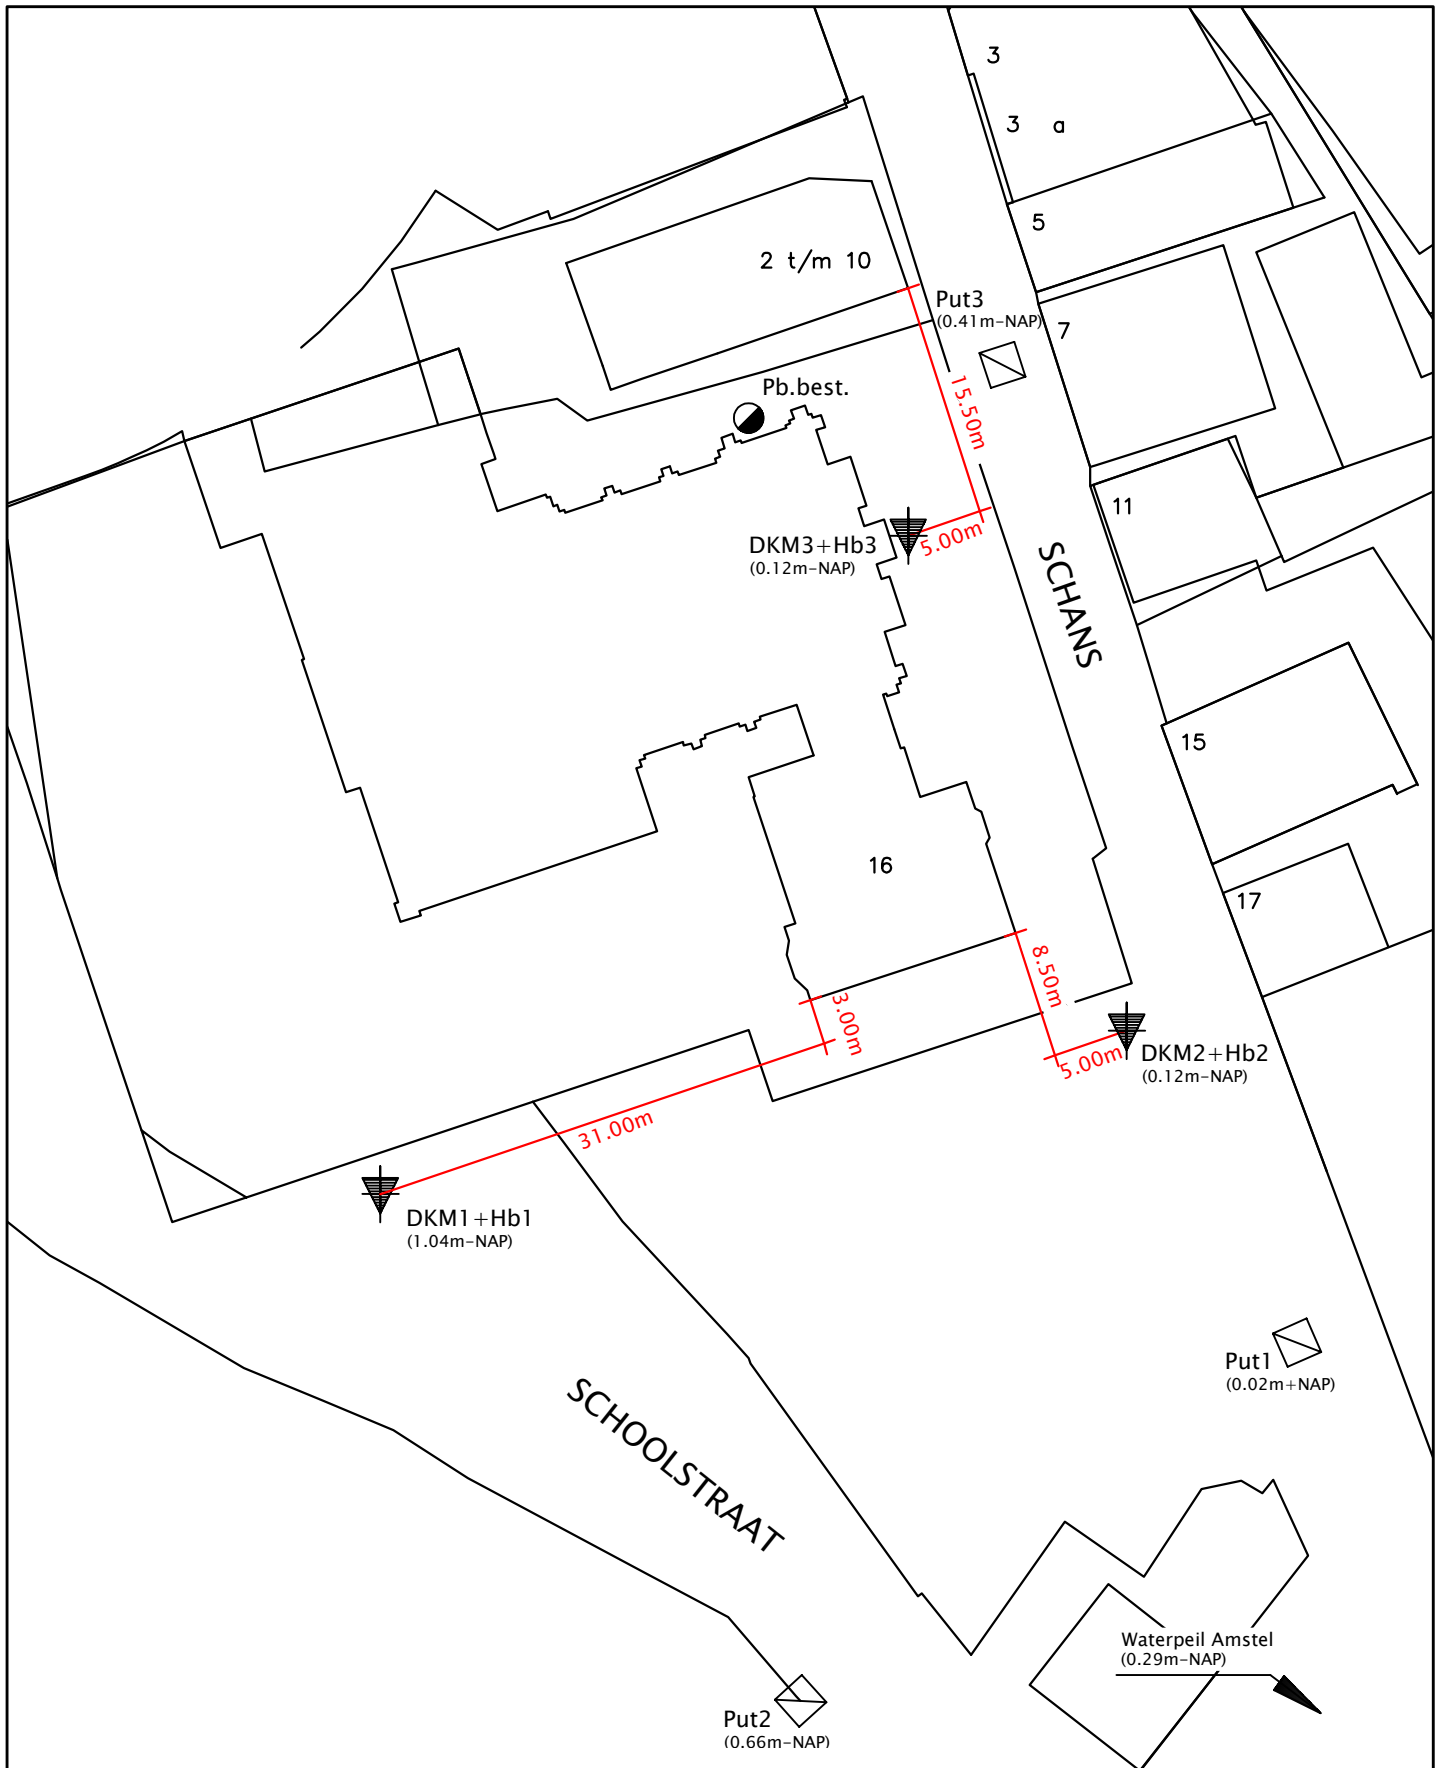 3
3 a
5
2 t/m 10
Put3
(0.41m-NAP)
7
Pb.best.
15.50m
11
DKM3+Hb3
(0.12m-NAP)
5.00m
SCHANS
15
16
17
8.50m
3.00m
DKM2+Hb2
(0.12m-NAP)
5.00m
31.00m
DKM1+Hb1
(1.04m-NAP)
Put1
(0.02m+NAP)
SCHOOLSTRAAT
Waterpeil Amstel
(0.29m-NAP)
Put2
(0.66m-NAP)